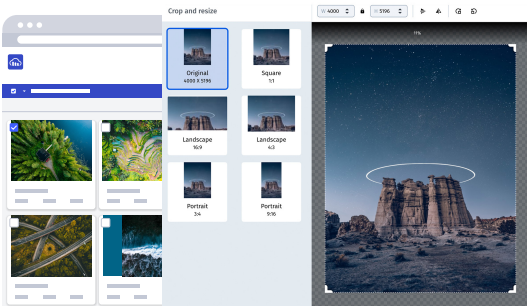 Crop and resize
W 4000
H 5196
11%
Original
4000 X 5196
Square
1:1
Landscape
16:9
Landscape
4:3
Portrait
3:4
Portrait
9:16